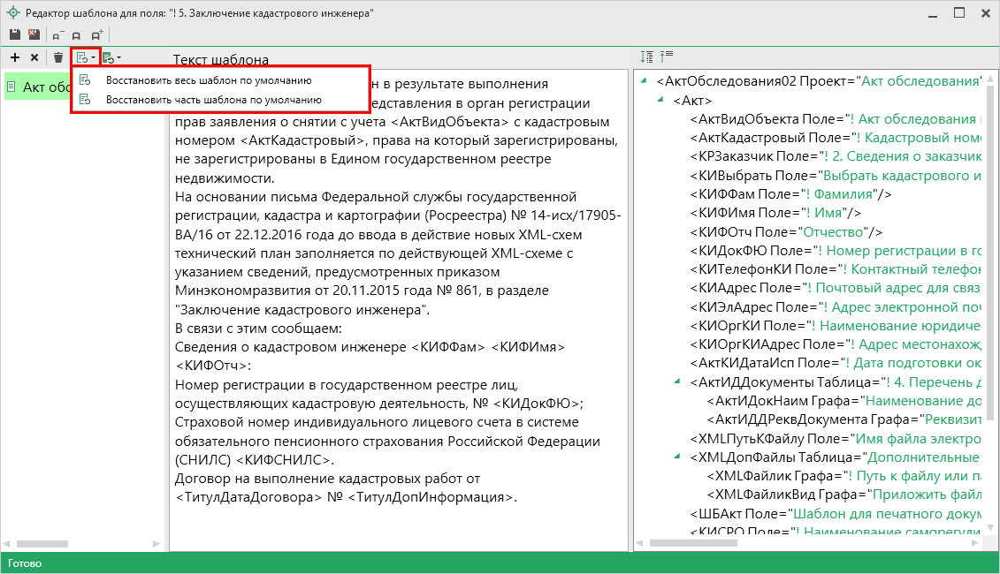 Редактор шаблона для поля: "! 5. Заключение кадастрового инженера"
Текст шаблона
Восстановить весь шаблон по умолчанию
Восстановить часть шаблона по умолчанию
Акт обс
в результате выполнения
в орган регистрации
прав заявления о снятии с учета <АктВидОбъекта> с кадастровым
номером <АктКадастровый>, права на который зарегистрированы,
не зарегистрированы в Едином государственном реестре
недвижимости.
На основании письма Федеральной службы государственной
регистрации, кадастра и картографии (Росреестра) № 14-исх/17905-
ВА/16 от 22.12.2016 года до ввода в действие новых XML-схем
технический план заполняется по действующей XML-схеме с
указанием сведений, предусмотренных приказом
Минэкономразвития от 20.11.2015 года № 861, в разделе
"Заключение кадастрового инженера".
В связи с этим сообщаем:
Сведения о кадастровом инженере <КИФФам> <КИФИмя>
<КИФОтч>:
Номер регистрации в государственном реестре лиц,
осуществляющих кадастровую деятельность, № <КИДокФЮ>;
Страховой номер индивидуального лицевого счета в системе
обязательного пенсионного страхования Российской Федерации
(СНИЛС) <КИФСНИЛС>.
Договор на выполнение кадастровых работ от
<ТитулДатаДоговора> № <ТитулДопИнформация>.
<АктОбследования02 Проект="Акт обследования"
<Акт>
<АктВидОбъекта Поле="! Акт обследования
<АктКадастровый Поле="! Кадастровый ном
<КРЗаказчик Поле="! 2. Сведения о заказчик
<КИВыбрать Поле="Выбрать кадастрового и
<КИФФам Поле="! Фамилия"/>
<КИФИмя Поле="! Имя"/>
<КИФОтч Поле="Отчество"/>
<КИДокФЮ Поле="! Номер регистрации в го
<КИТелефонКИ Поле="! Контактный телефон
<КИАдрес Поле="! Почтовый адрес для связ
<КИЭлАдрес Поле="! Адрес электронной поч
<КИОргКИ Поле="! Наименование юридиче
<КИОргКИАдрес Поле="! Адрес местонахож
<АктКИДатаИсп Поле="! Дата подготовки ок
<АктИДДокументы Таблица="! 4. Перечень д
<АктИДокНаим Графа="Наименование до
<АктИДДРеквДокумента Графа="Реквизит
<XMLПутьКФайлу Поле="Имя файла электро
<XMLДопФайлы Таблица="Дополнительные
<XMLФайлик Графа="! Путь к файлу или па
<XMLФайликВид Графа="Приложить файл
<ШБАкт Поле="Шаблон для печатного докум
<КИСРО Поле="! Наименование саморегули
Готово